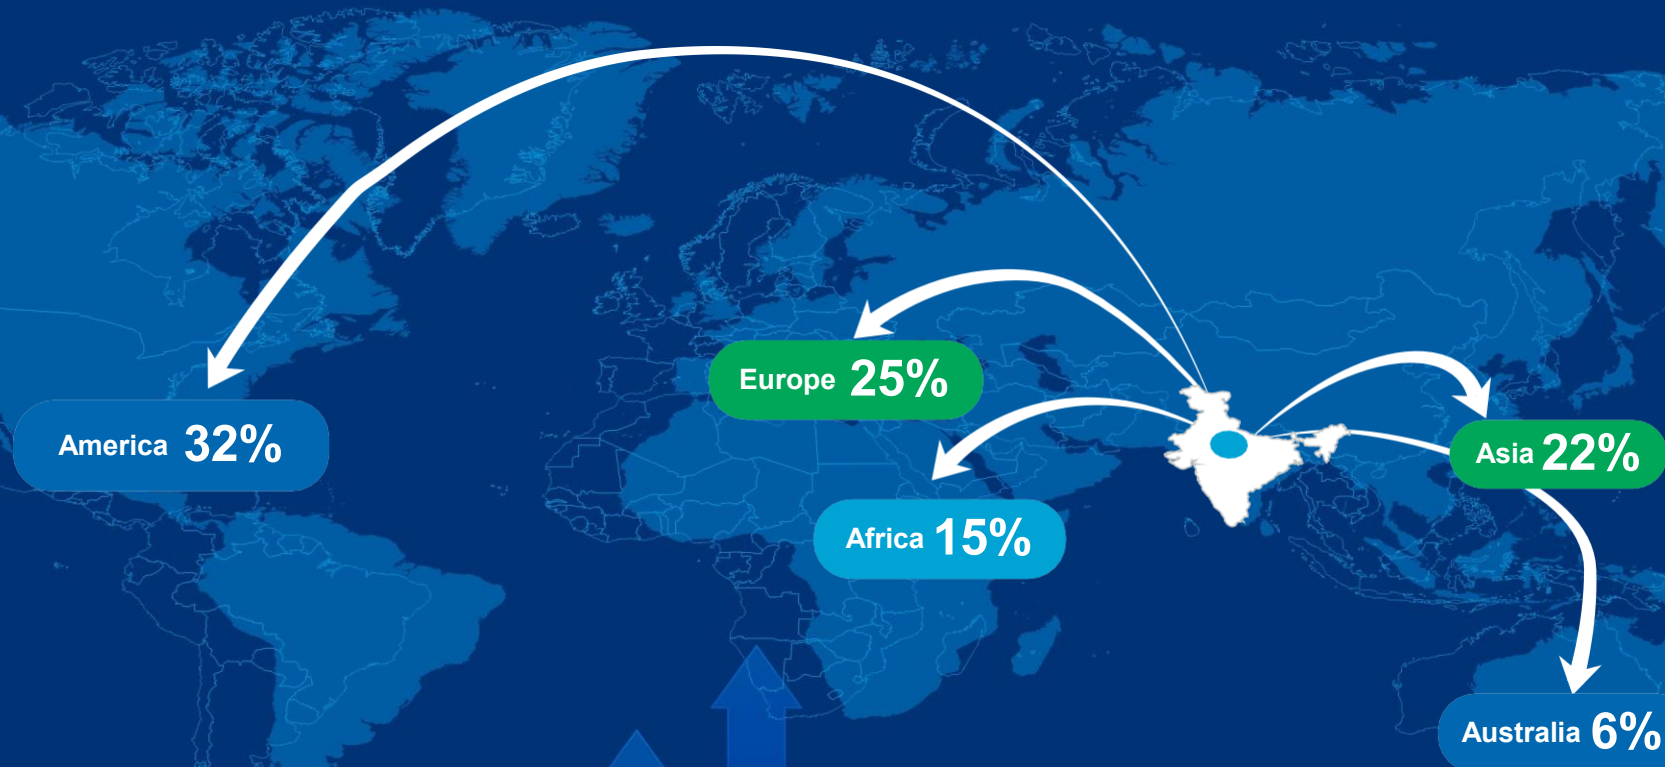 Europe 25%
America 32%
Asia 22%
Africa 15%
Australia 6%